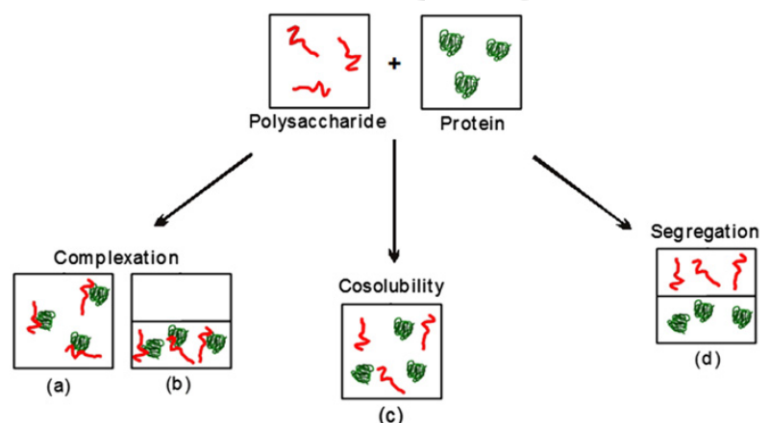 +
Polysaccharide
Protein
Complexation
Segregation
Cosolubility
(a)
(b)
(c)
(d)